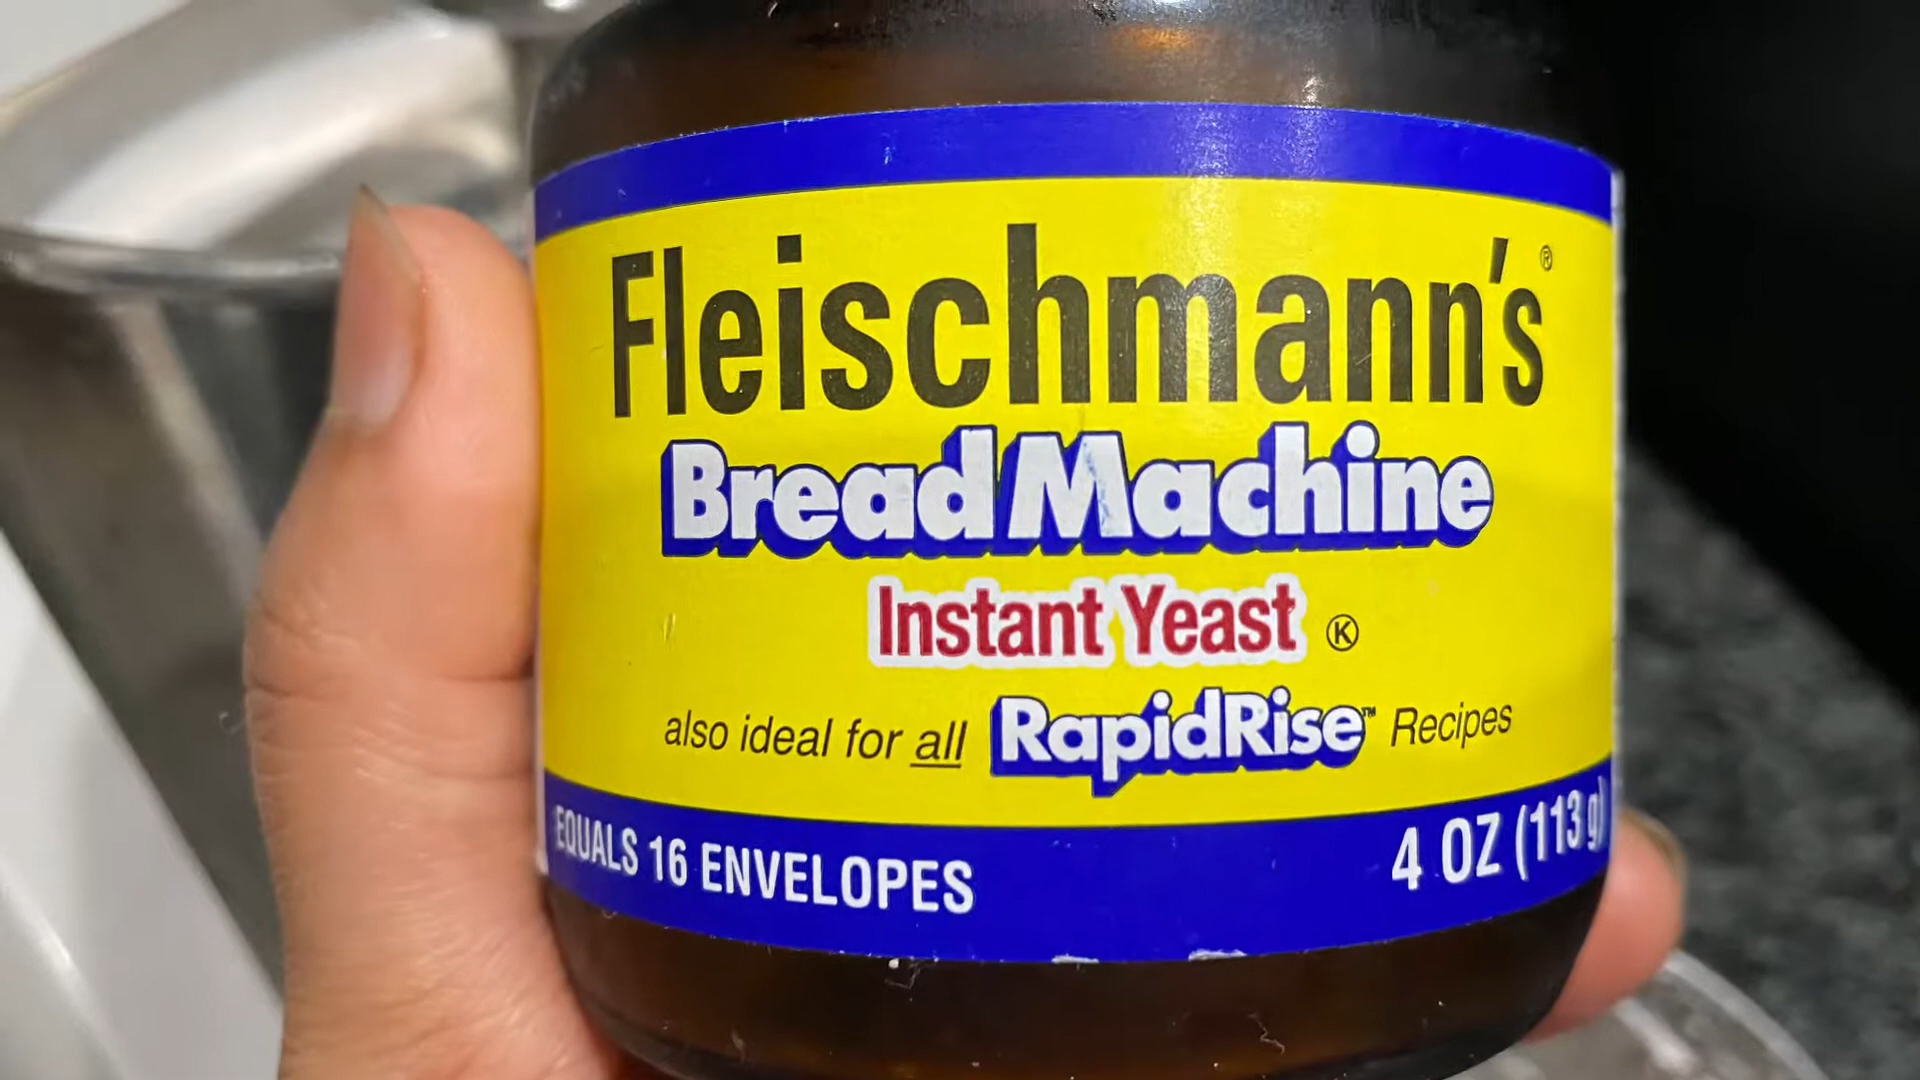 Fleischmann's®
Bread Machine
Instant Yeast Ⓚ
also ideal for all RapidRise™ Recipes
EQUALS 16 ENVELOPES 4 OZ (113 g)